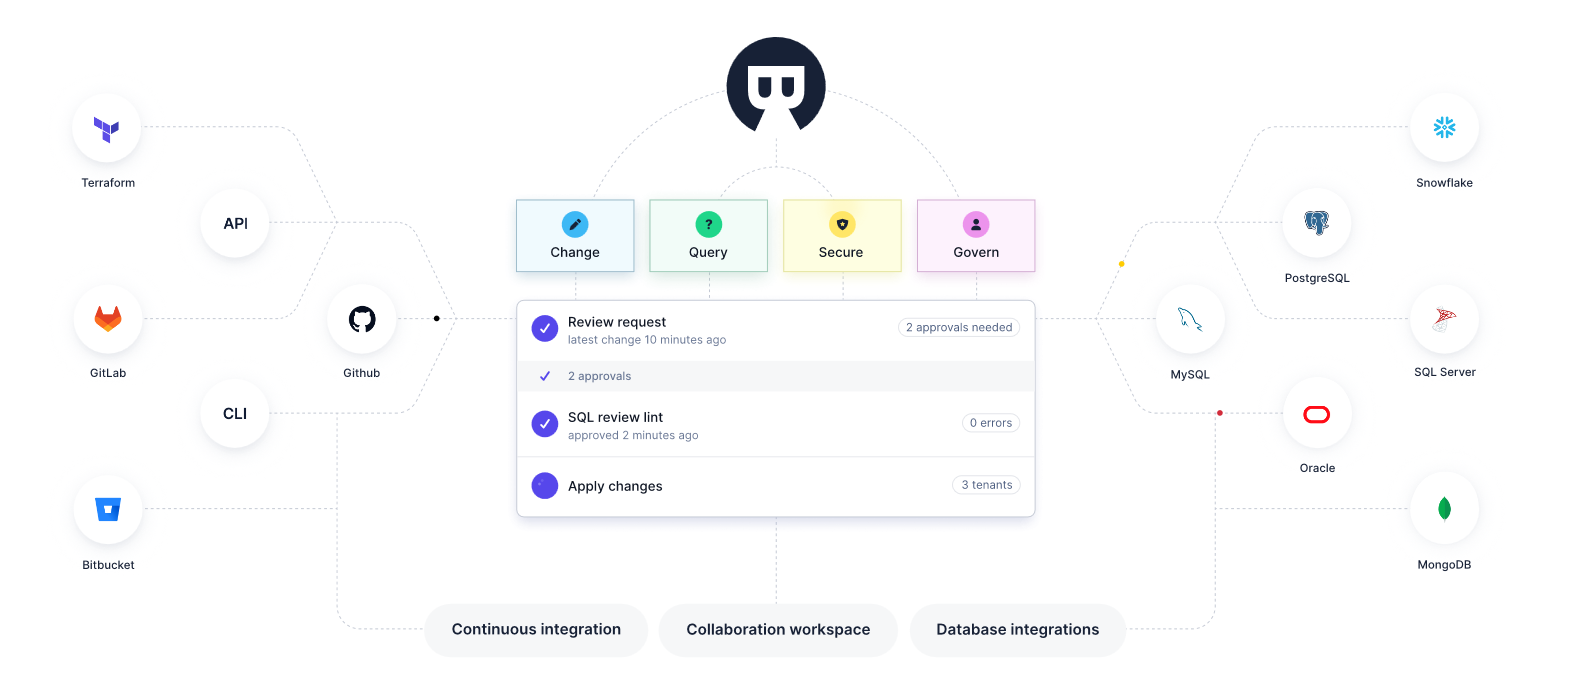 Terraform
API
GitLab
Github
CLI
Bitbucket
Change
Query
Secure
Govern
Review request
latest change 10 minutes ago
2 approvals needed
2 approvals
SQL review lint
approved 2 minutes ago
0 errors
Apply changes
3 tenants
Snowflake
PostgreSQL
MySQL
SQL Server
Oracle
MongoDB
Continuous integration
Collaboration workspace
Database integrations